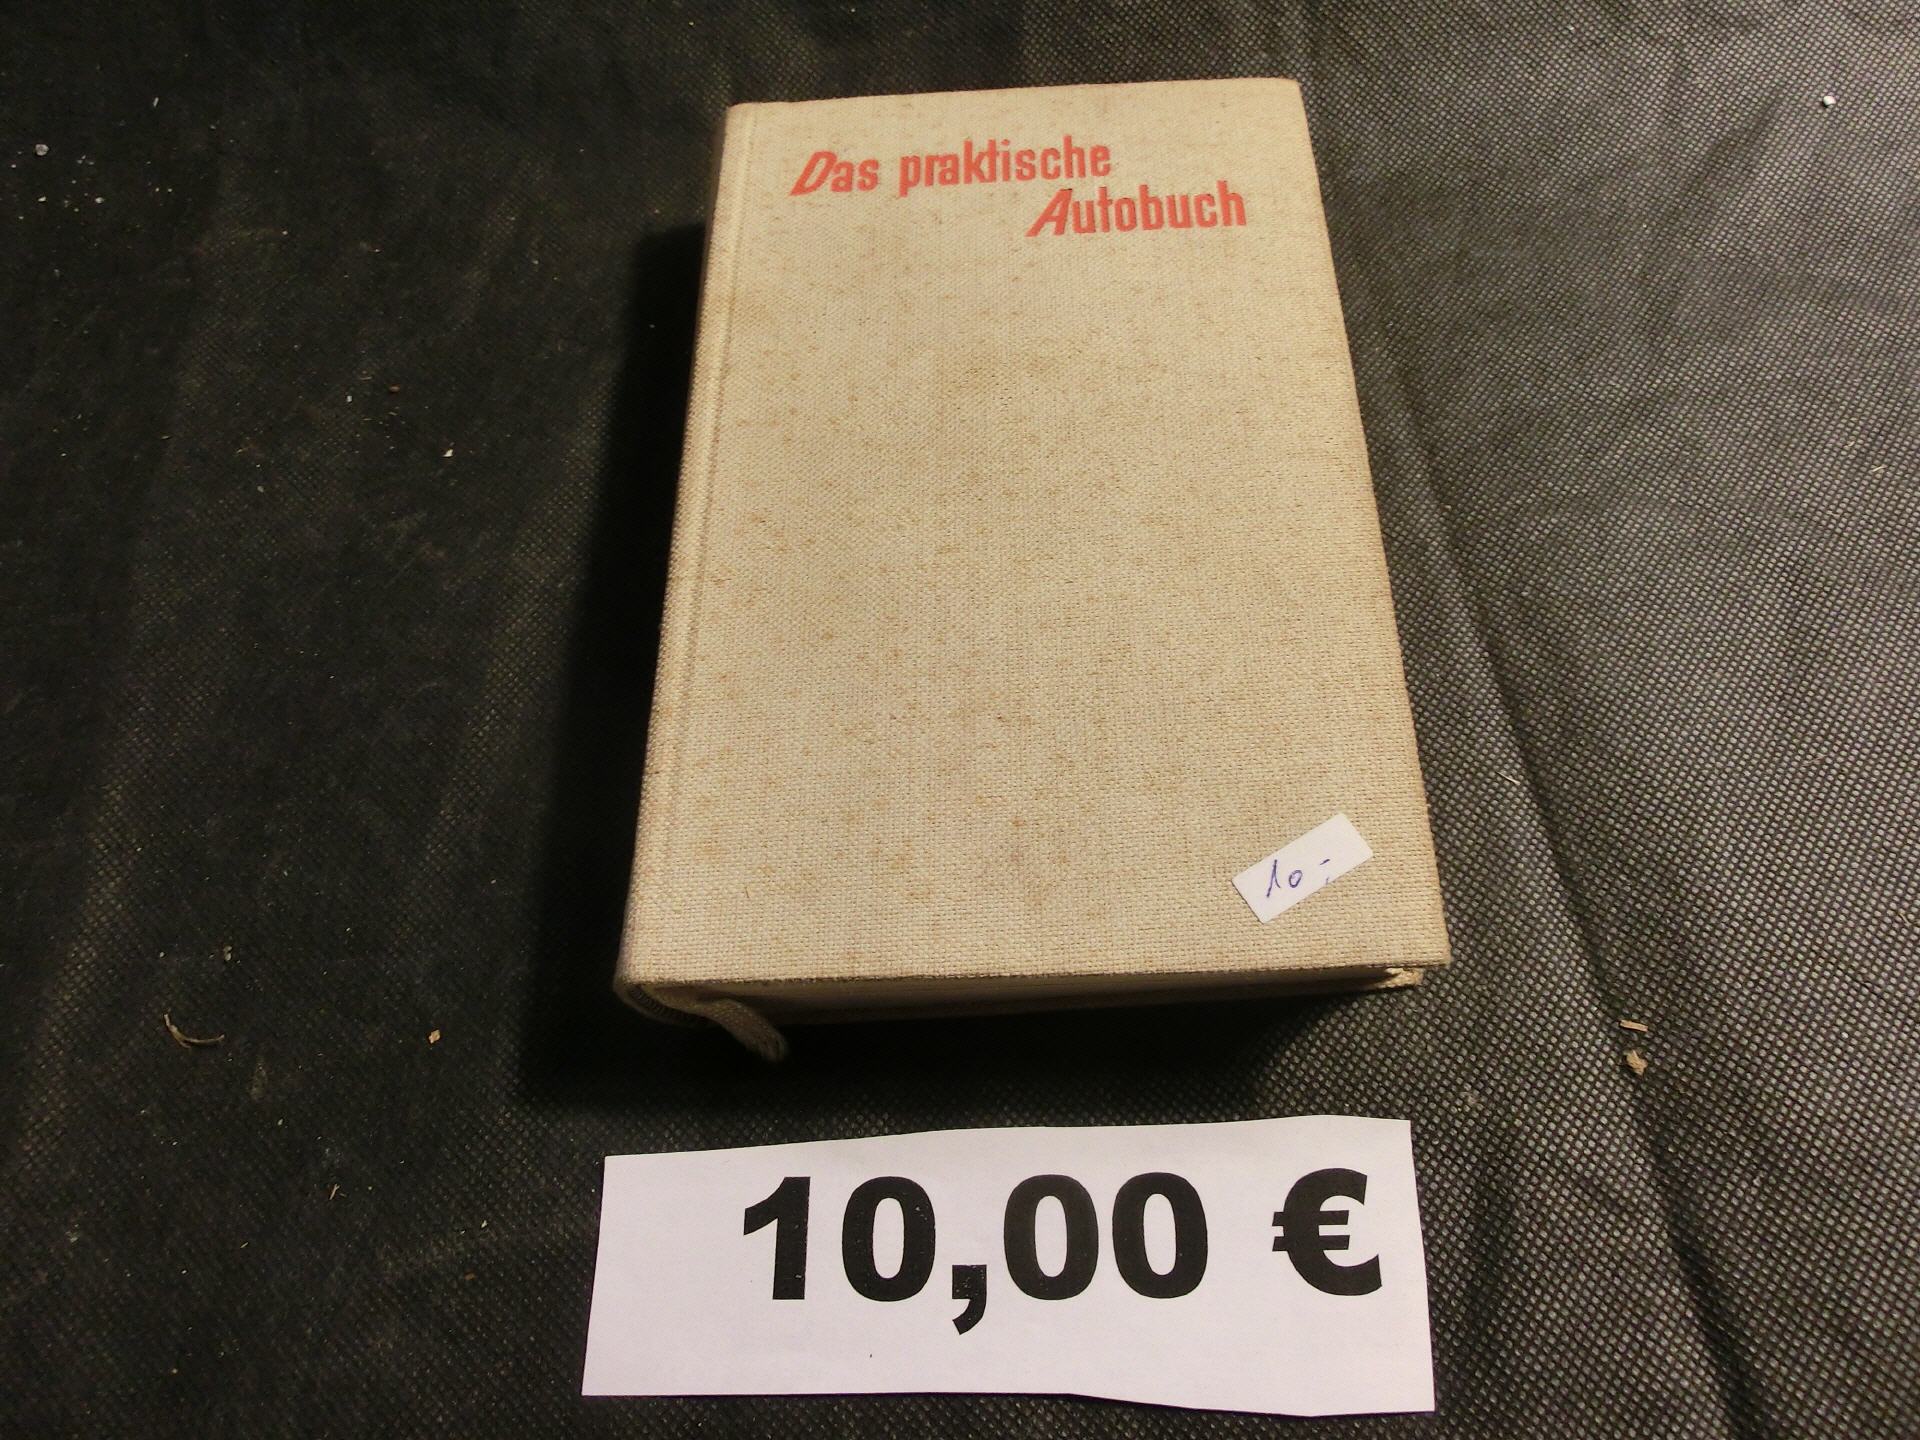 Das praktische
Autobuch
10,-
10,00 €